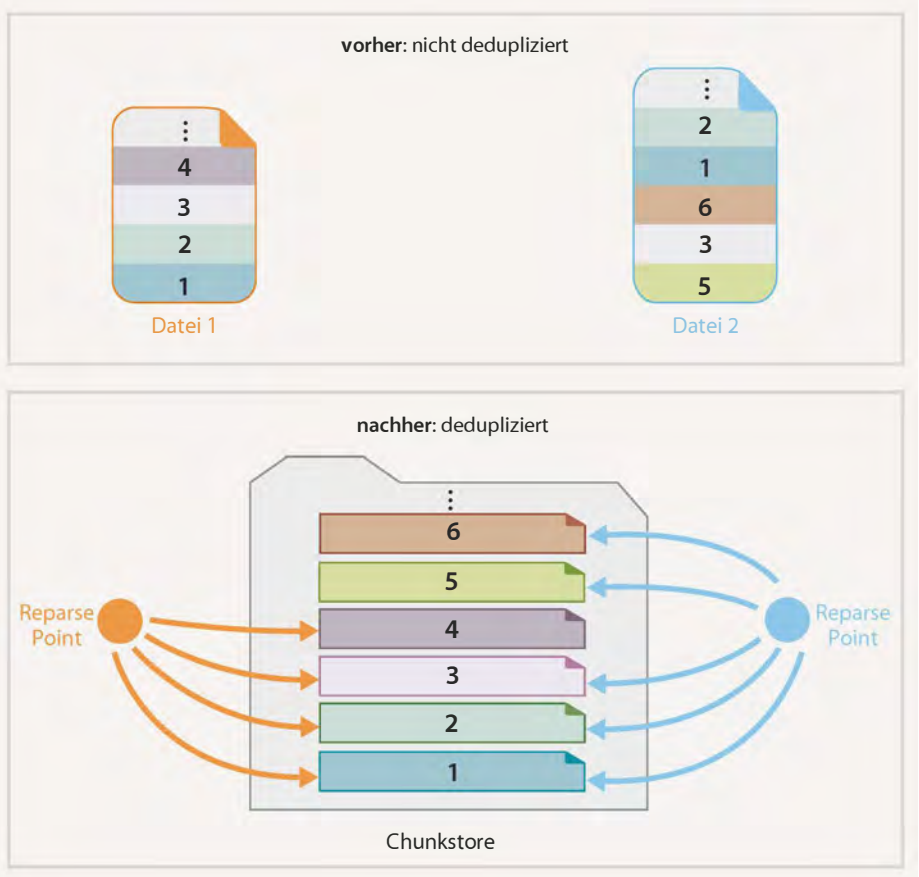 vorher: nicht dedupliziert
⋮
4
3
2
1
Datei 1
⋮
2
1
6
3
5
Datei 2
nachher: dedupliziert
⋮
6
5
4
3
2
1
Reparse
Point
Reparse
Point
Chunkstore